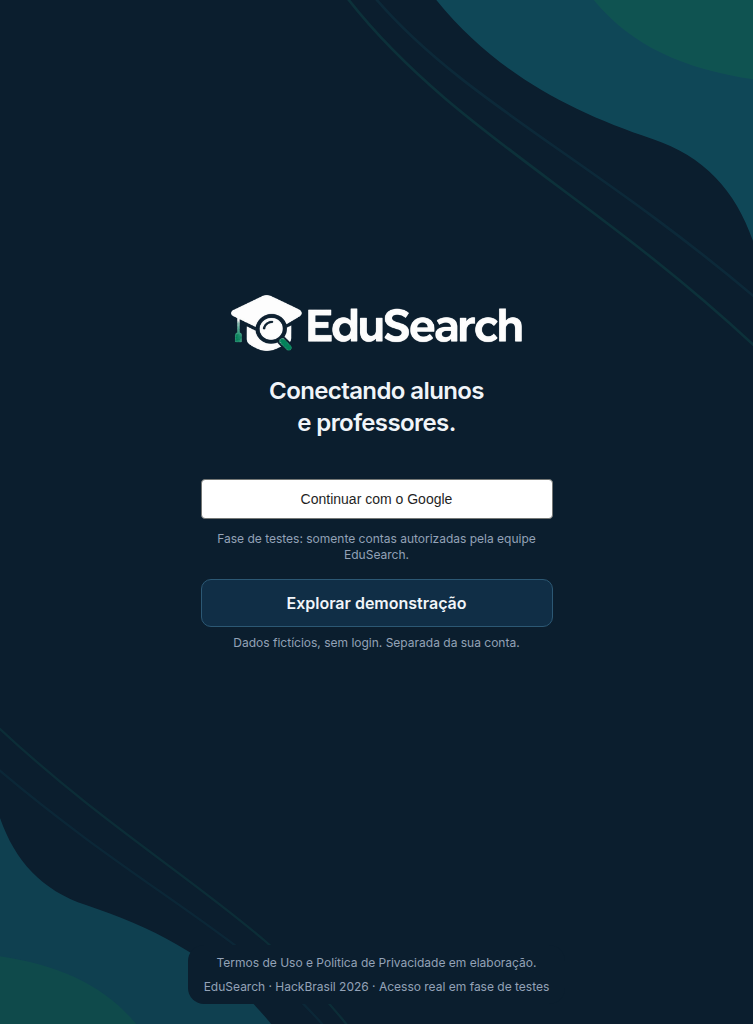 EduSearch
Conectando alunos
e professores.
Continuar com o Google
Fase de testes: somente contas autorizadas pela equipe
EduSearch.
Explorar demonstração
Dados fictícios, sem login. Separada da sua conta.
Termos de Uso e Política de Privacidade em elaboração.
EduSearch · HackBrasil 2026 · Acesso real em fase de testes